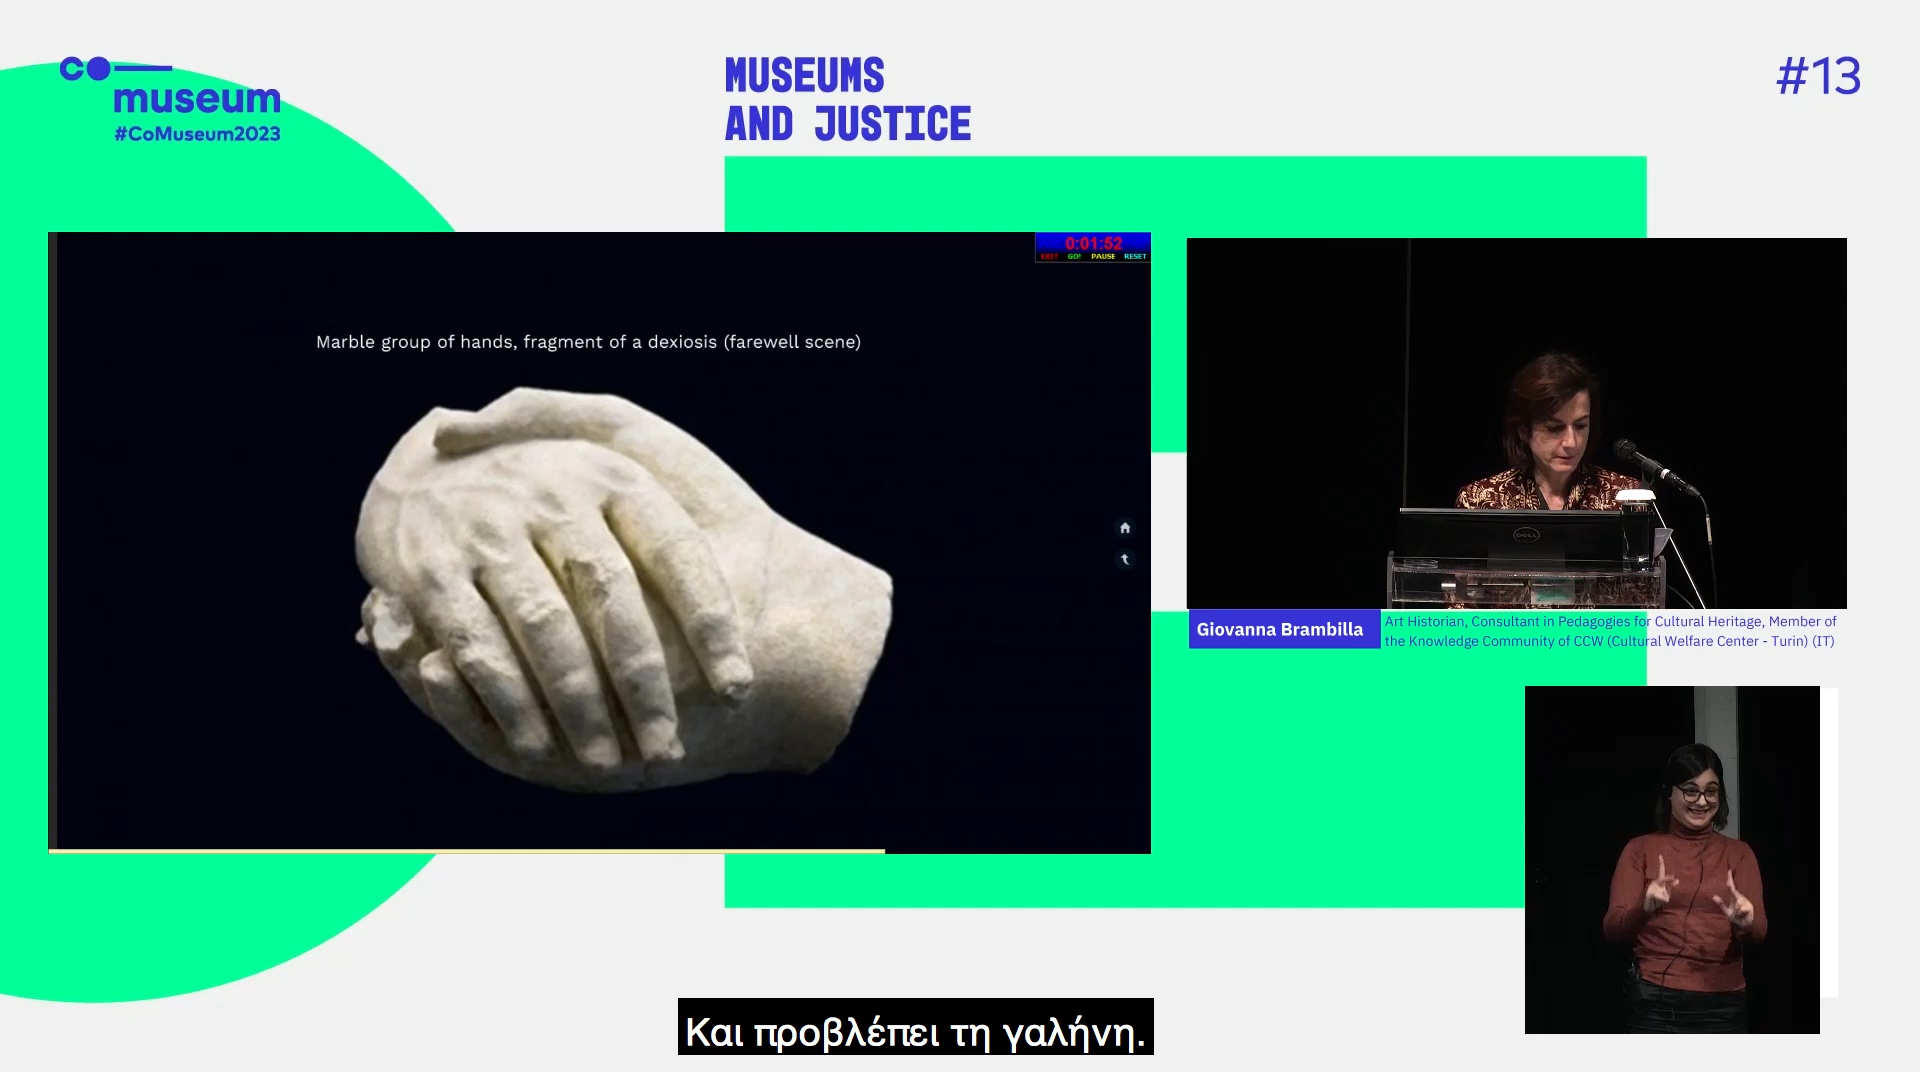 co
museum
#CoMuseum2023
MUSEUMS
AND JUSTICE
#13
0:01:52
EXIT GO! PAUSE RESET
Marble group of hands, fragment of a dexiosis (farewell scene)
DELL
Giovanna Brambilla
Art Historian, Consultant in Pedagogies for Cultural Heritage, Member of
the Knowledge Community of CCW (Cultural Welfare Center - Turin) (IT)
Και προβλέπει τη γαλήνη.